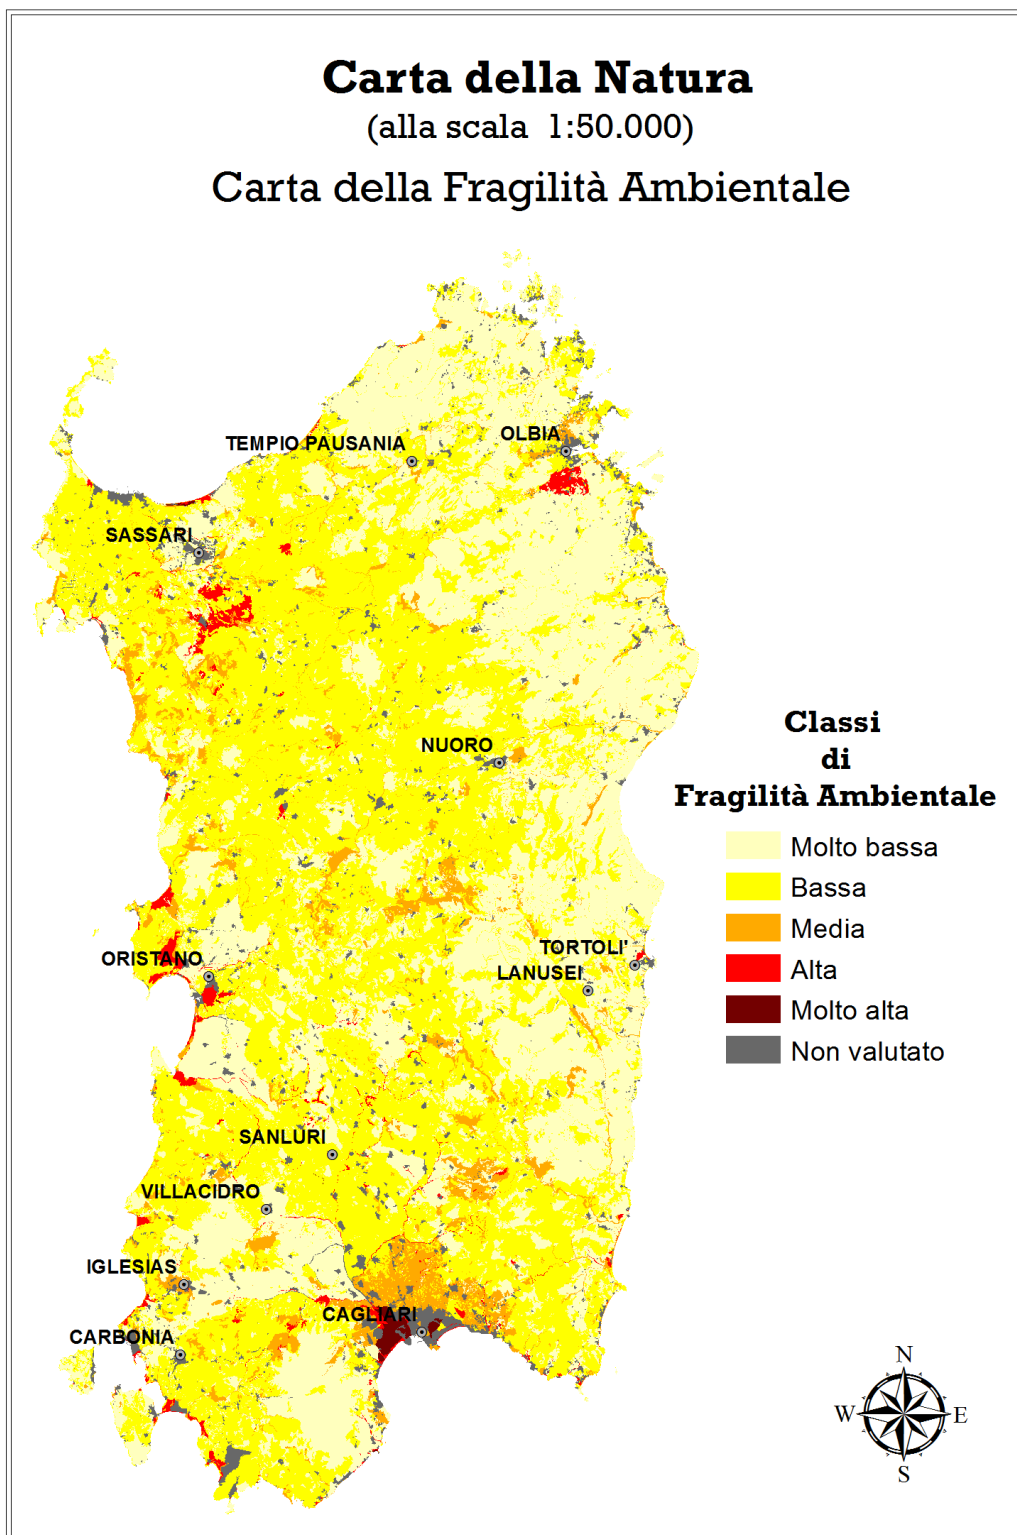 Carta della Natura
(alla scala 1:50.000)
Carta della Fragilità Ambientale
TEMPIO PAUSANIA
OLBIA
SASSARI
NUORO
Classi
di
Fragilità Ambientale
Molto bassa
Bassa
Media
Alta
Molto alta
Non valutato
ORISTANO
TORTOLI'
LANUSEI
SANLURI
VILLACIDRO
IGLESIAS
CAGLIARI
CARBONIA
N
W E
S